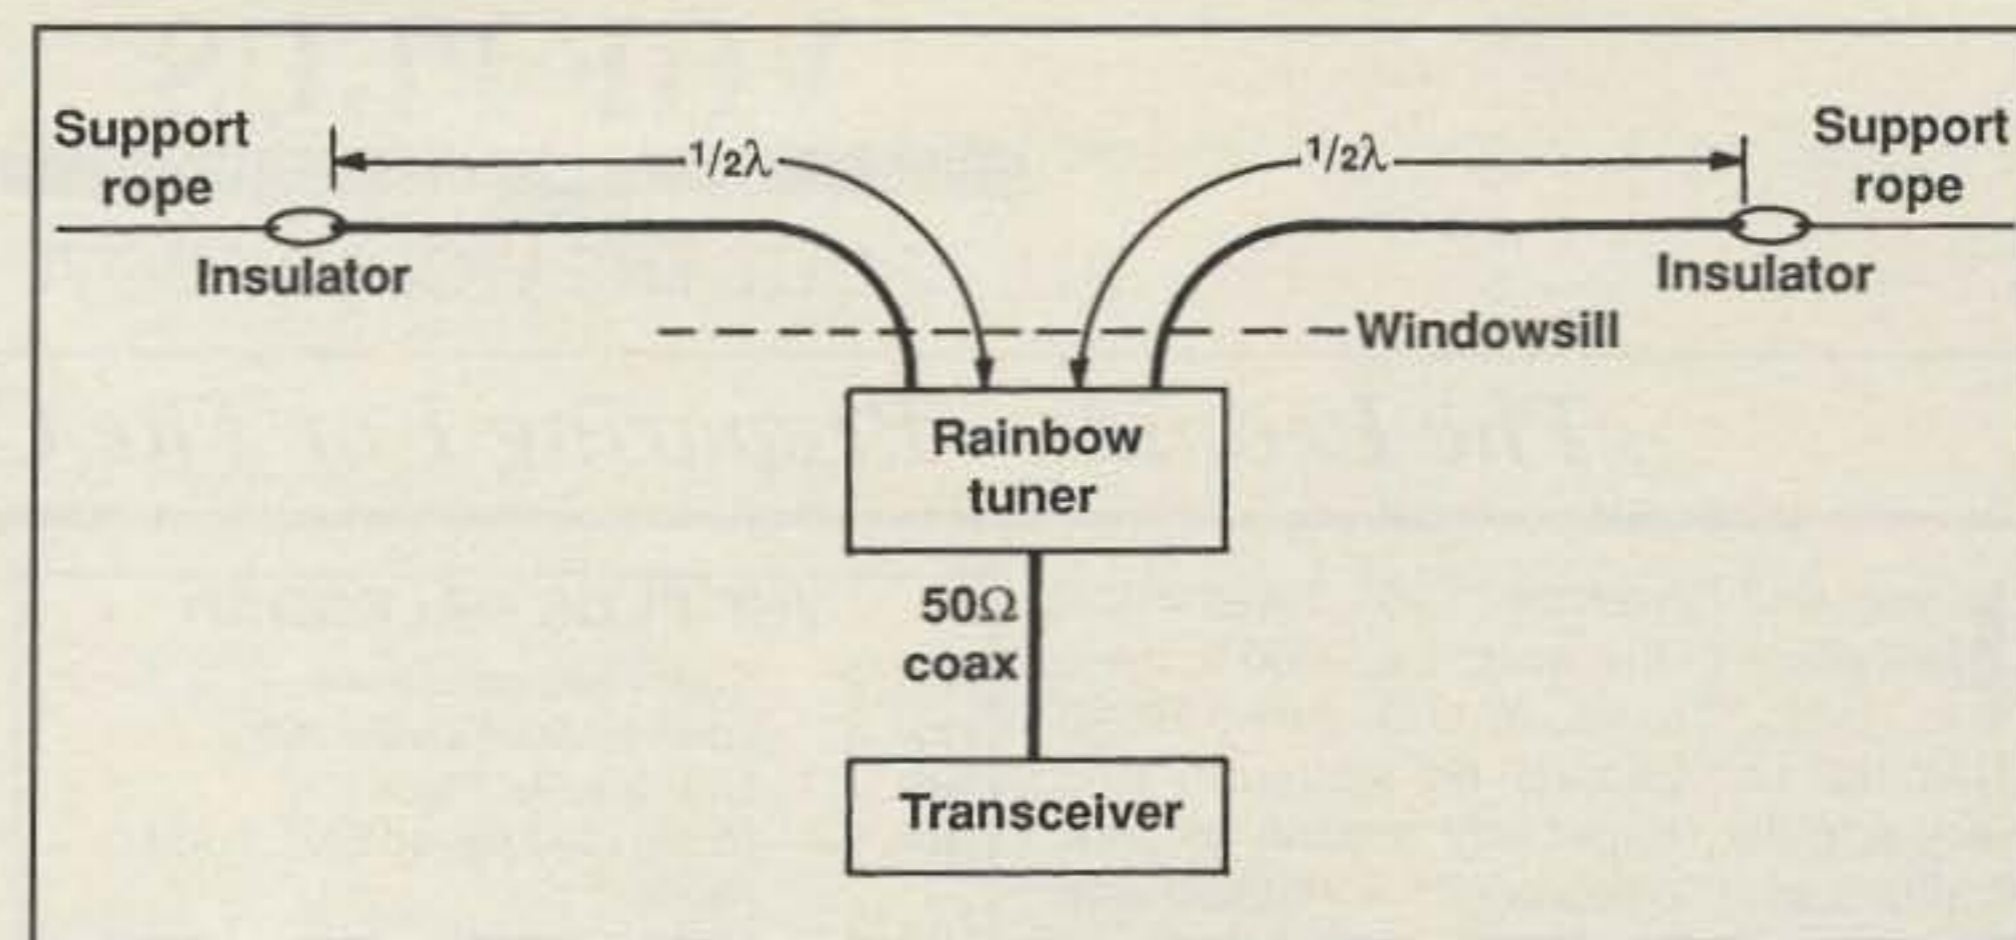 Support
rope
1/2λ
1/2λ
Support
rope
Insulator
Insulator
Windowsill
Rainbow
tuner
50Ω
coax
Transceiver